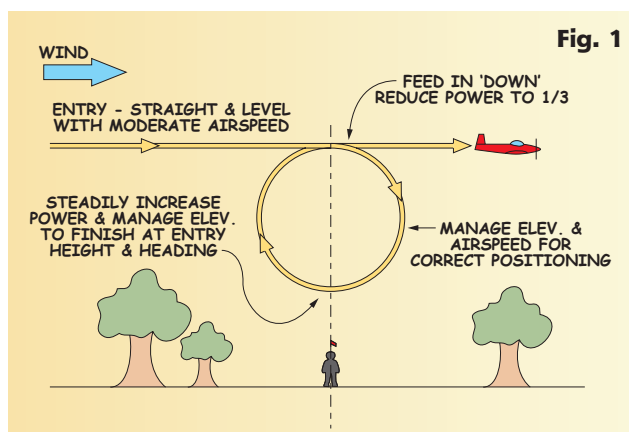 Fig. 1
WIND
FEED IN ‘DOWN’
REDUCE POWER TO 1/3
ENTRY - STRAIGHT & LEVEL
WITH MODERATE AIRSPEED
STEADILY INCREASE
POWER & MANAGE ELEV.
TO FINISH AT ENTRY
HEIGHT & HEADING
MANAGE ELEV. &
AIRSPEED FOR
CORRECT POSITIONING